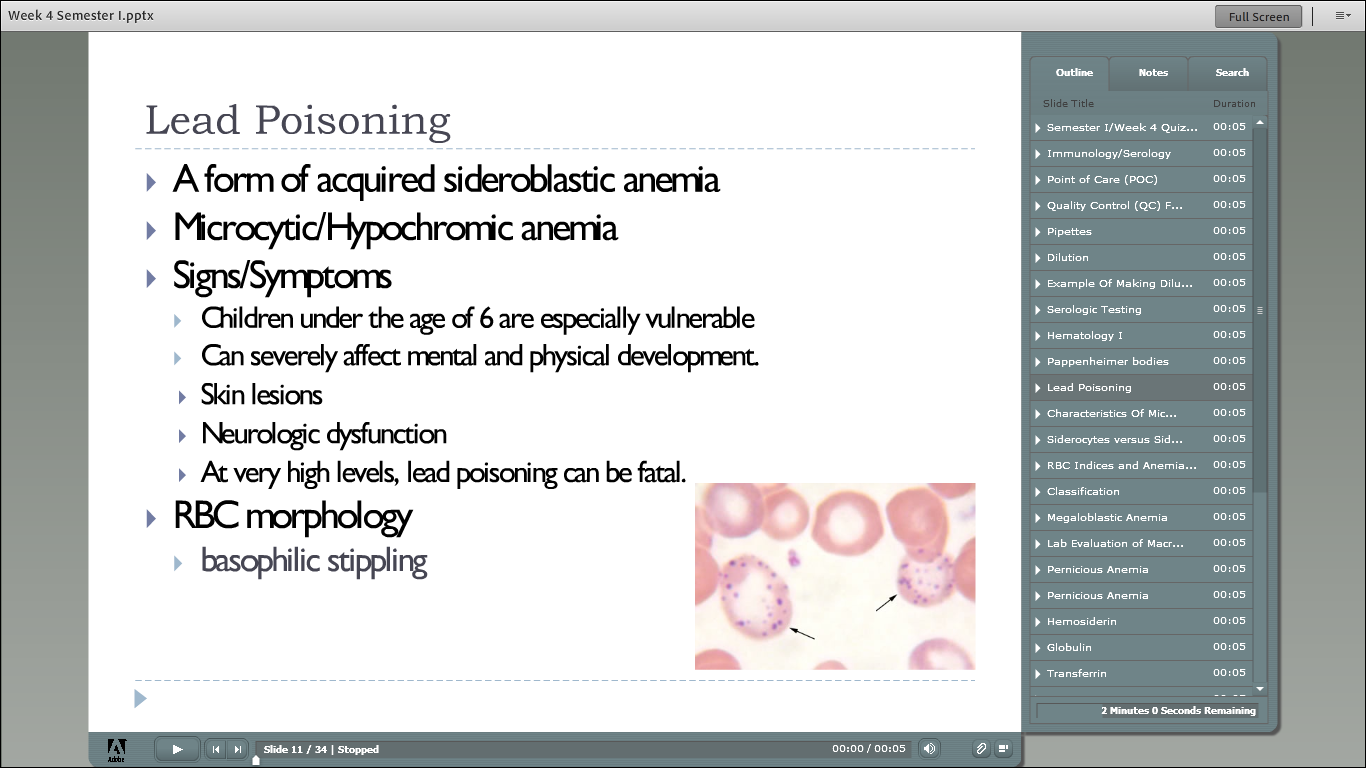 Week 4 Semester I.pptx
Full Screen
Lead Poisoning
A form of acquired sideroblastic anemia
Microcytic/Hypochromic anemia
Signs/Symptoms
Children under the age of 6 are especially vulnerable
Can severely affect mental and physical development.
Skin lesions
Neurologic dysfunction
At very high levels, lead poisoning can be fatal.
RBC morphology
basophilic stippling
Outline Notes Search
Slide Title Duration
Semester I/Week 4 Quiz... 00:05
Immunology/Serology 00:05
Point of Care (POC) 00:05
Quality Control (QC) F... 00:05
Pipettes 00:05
Dilution 00:05
Example Of Making Dilu... 00:05
Serologic Testing 00:05
Hematology I 00:05
Pappenheimer bodies 00:05
Lead Poisoning 00:05
Characteristics Of Mic... 00:05
Siderocytes versus Sid... 00:05
RBC Indices and Anemia... 00:05
Classification 00:05
Megaloblastic Anemia 00:05
Lab Evaluation of Macr... 00:05
Pernicious Anemia 00:05
Pernicious Anemia 00:05
Hemosiderin 00:05
Globulin 00:05
Transferrin 00:05
2 Minutes 0 Seconds Remaining
Adobe
Slide 11 / 34 | Stopped 00:00 / 00:05